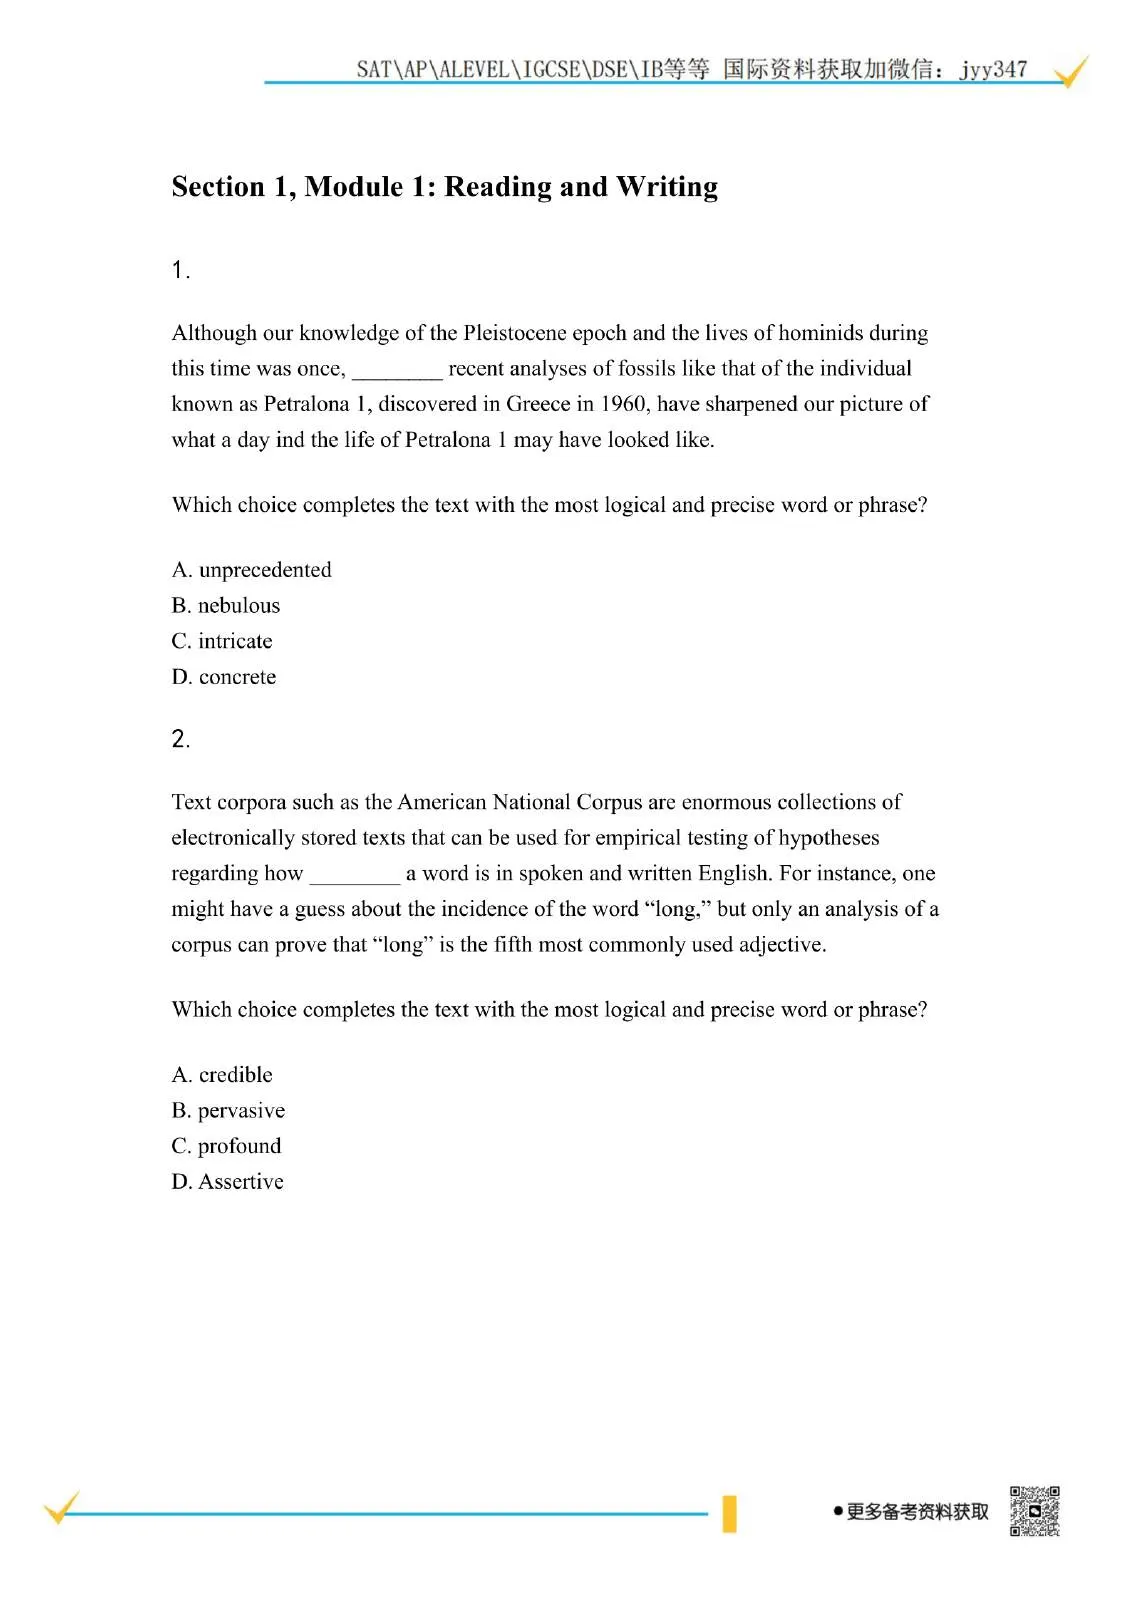 SAT\AP\ALEVEL\IGCSE\DSE\IB等等 国际资料获取加微信：jyy347
Section 1, Module 1: Reading and Writing
1.
Although our knowledge of the Pleistocene epoch and the lives of hominids during
this time was once, ________ recent analyses of fossils like that of the individual
known as Petralona 1, discovered in Greece in 1960, have sharpened our picture of
what a day ind the life of Petralona 1 may have looked like.
Which choice completes the text with the most logical and precise word or phrase?
A. unprecedented
B. nebulous
C. intricate
D. concrete
2.
Text corpora such as the American National Corpus are enormous collections of
electronically stored texts that can be used for empirical testing of hypotheses
regarding how ________ a word is in spoken and written English. For instance, one
might have a guess about the incidence of the word “long,” but only an analysis of a
corpus can prove that “long” is the fifth most commonly used adjective.
Which choice completes the text with the most logical and precise word or phrase?
A. credible
B. pervasive
C. profound
D. Assertive
●更多备考资料获取